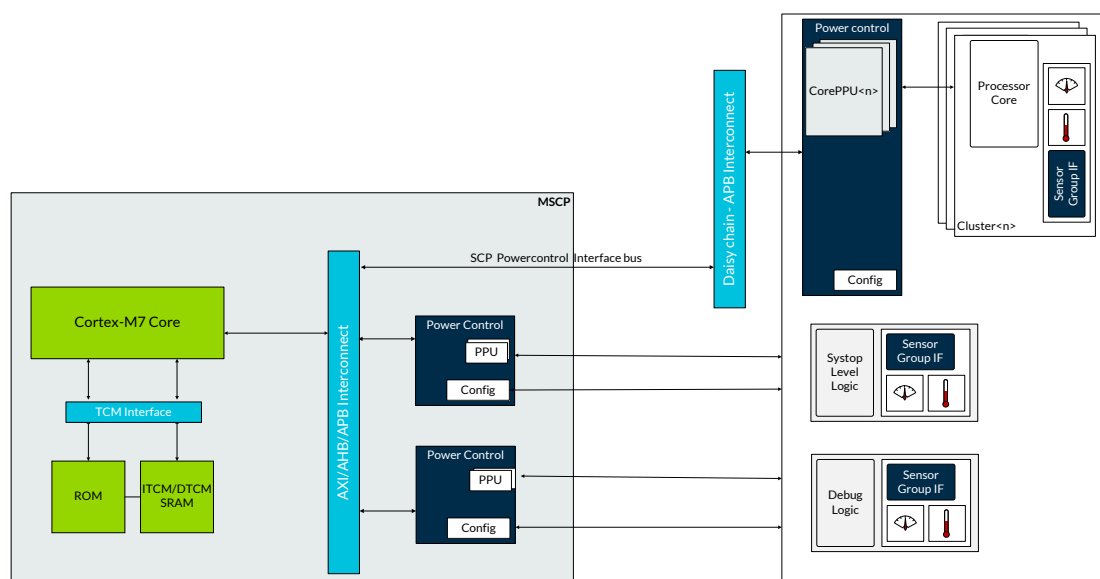 Power control
CorePPU<n>
Processor
Core
Sensor
Group IF
Cluster<n>
Config
Daisy chain - APB Interconnect
MSCP
SCP Powercontrol Interface bus
AXI/AHB/APB Interconnect
Cortex-M7 Core
TCM Interface
ROM
ITCM/DTCM
SRAM
Power Control
PPU
Config
Power Control
PPU
Config
Systop
Level
Logic
Sensor
Group IF
Debug
Logic
Sensor
Group IF